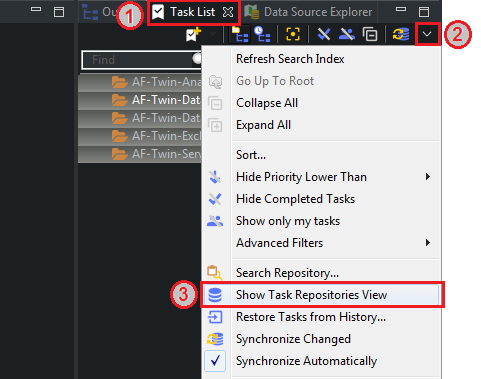 1
Ou
Task List
Data Source Explorer
2
Find
AF-Twin-Ana
AF-Twin-Dat
AF-Twin-Dat
AF-Twin-Excl
AF-Twin-Serv
Refresh Search Index
Go Up To Root
Collapse All
Expand All
Sort...
Hide Priority Lower Than
Hide Completed Tasks
Show only my tasks
Advanced Filters
Search Repository...
3
Show Task Repositories View
Restore Tasks from History...
Synchronize Changed
Synchronize Automatically